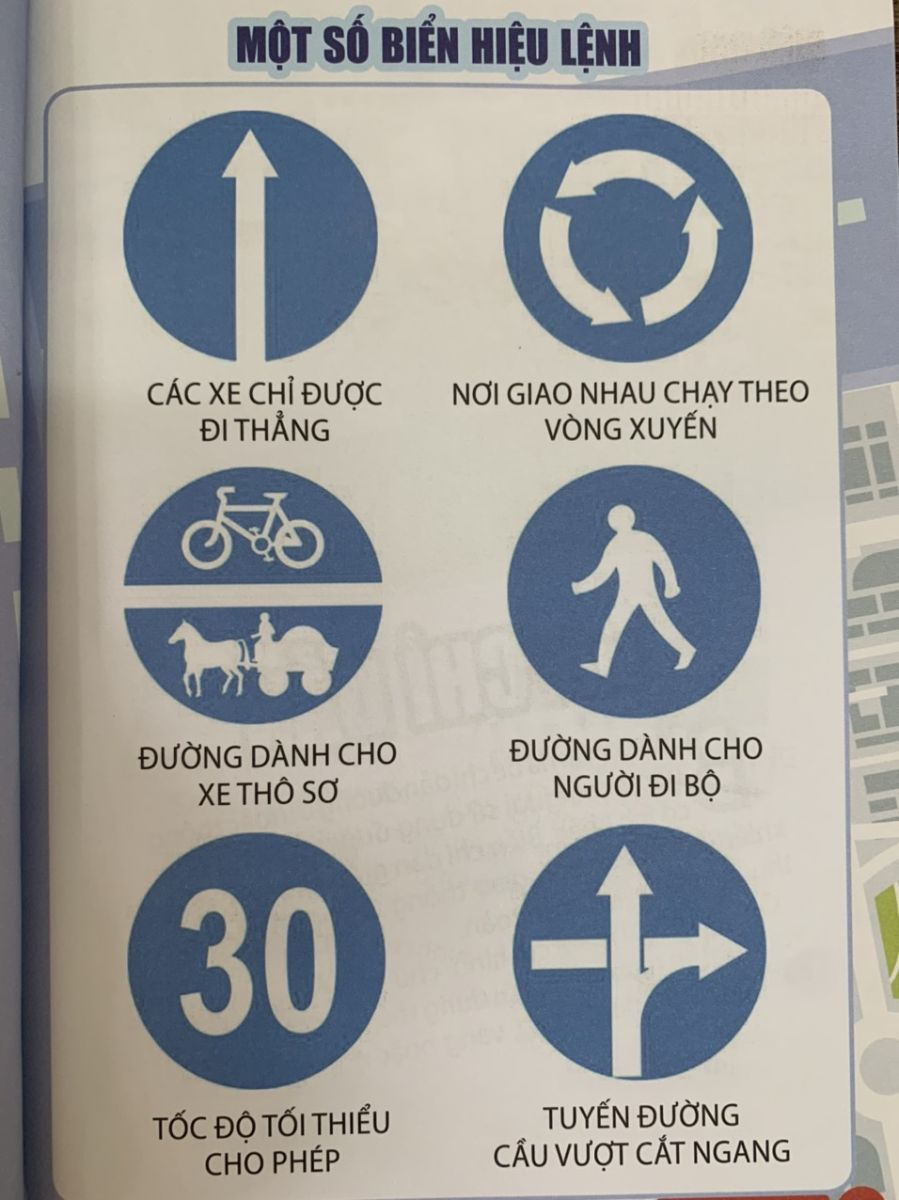 MỘT SỐ BIỂN HIỆU LỆNH
CÁC XE CHỈ ĐƯỢC
ĐI THẲNG
NƠI GIAO NHAU CHẠY THEO
VÒNG XUYẾN
ĐƯỜNG DÀNH CHO
XE THÔ SƠ
ĐƯỜNG DÀNH CHO
NGƯỜI ĐI BỘ
30
TỐC ĐỘ TỐI THIỂU
CHO PHÉP
TUYẾN ĐƯỜNG
CẦU VƯỢT CẮT NGANG